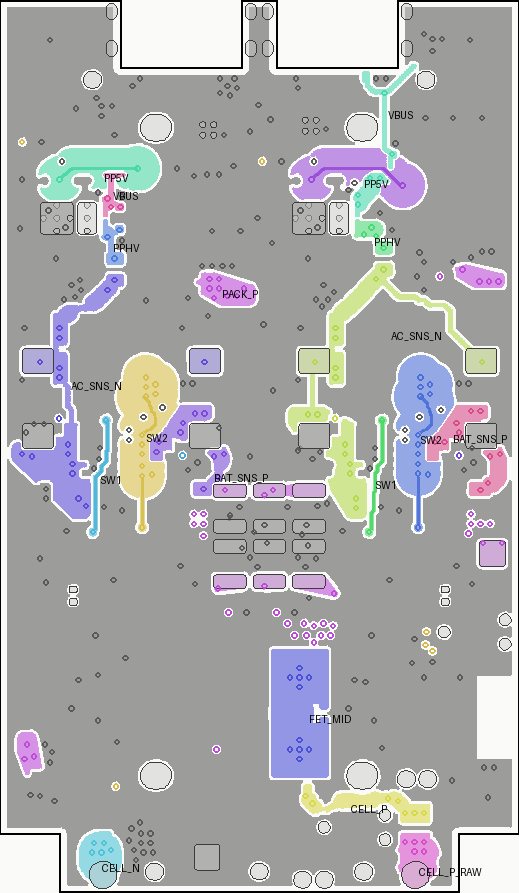 VBUS
PP5V
PP5V
VBUS
PPHV
PPHV
PACK_P
AC_SNS_N
AC_SNS_N
SW2
SW2
BAT_SNS_P
BAT_SNS_P
SW1
SW1
FET_MID
CELL_P
CELL_N
CELL_P_RAW